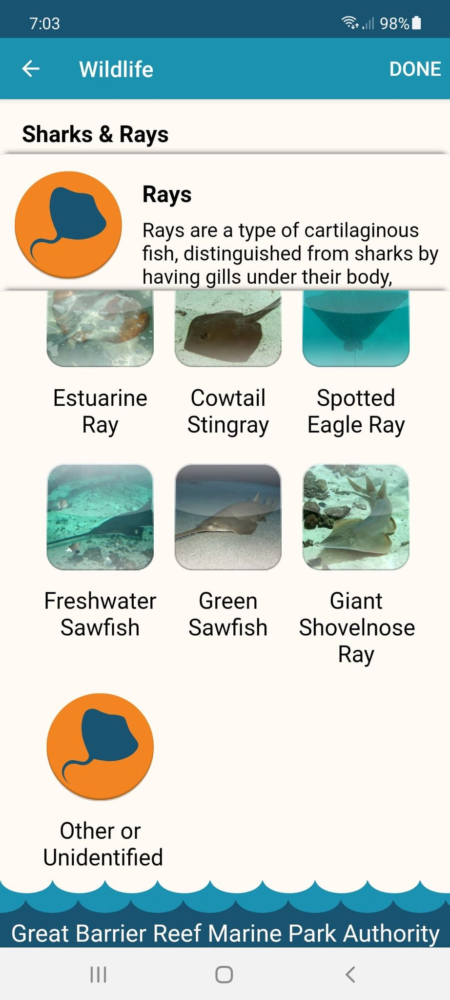 7:03
98%
Wildlife
DONE
Sharks & Rays
Rays
Rays are a type of cartilaginous
fish, distinguished from sharks by
having gills under their body,
Estuarine
Ray
Cowtail
Stingray
Spotted
Eagle Ray
Freshwater
Sawfish
Green
Sawfish
Giant
Shovelnose
Ray
Other or
Unidentified
Great Barrier Reef Marine Park Authority